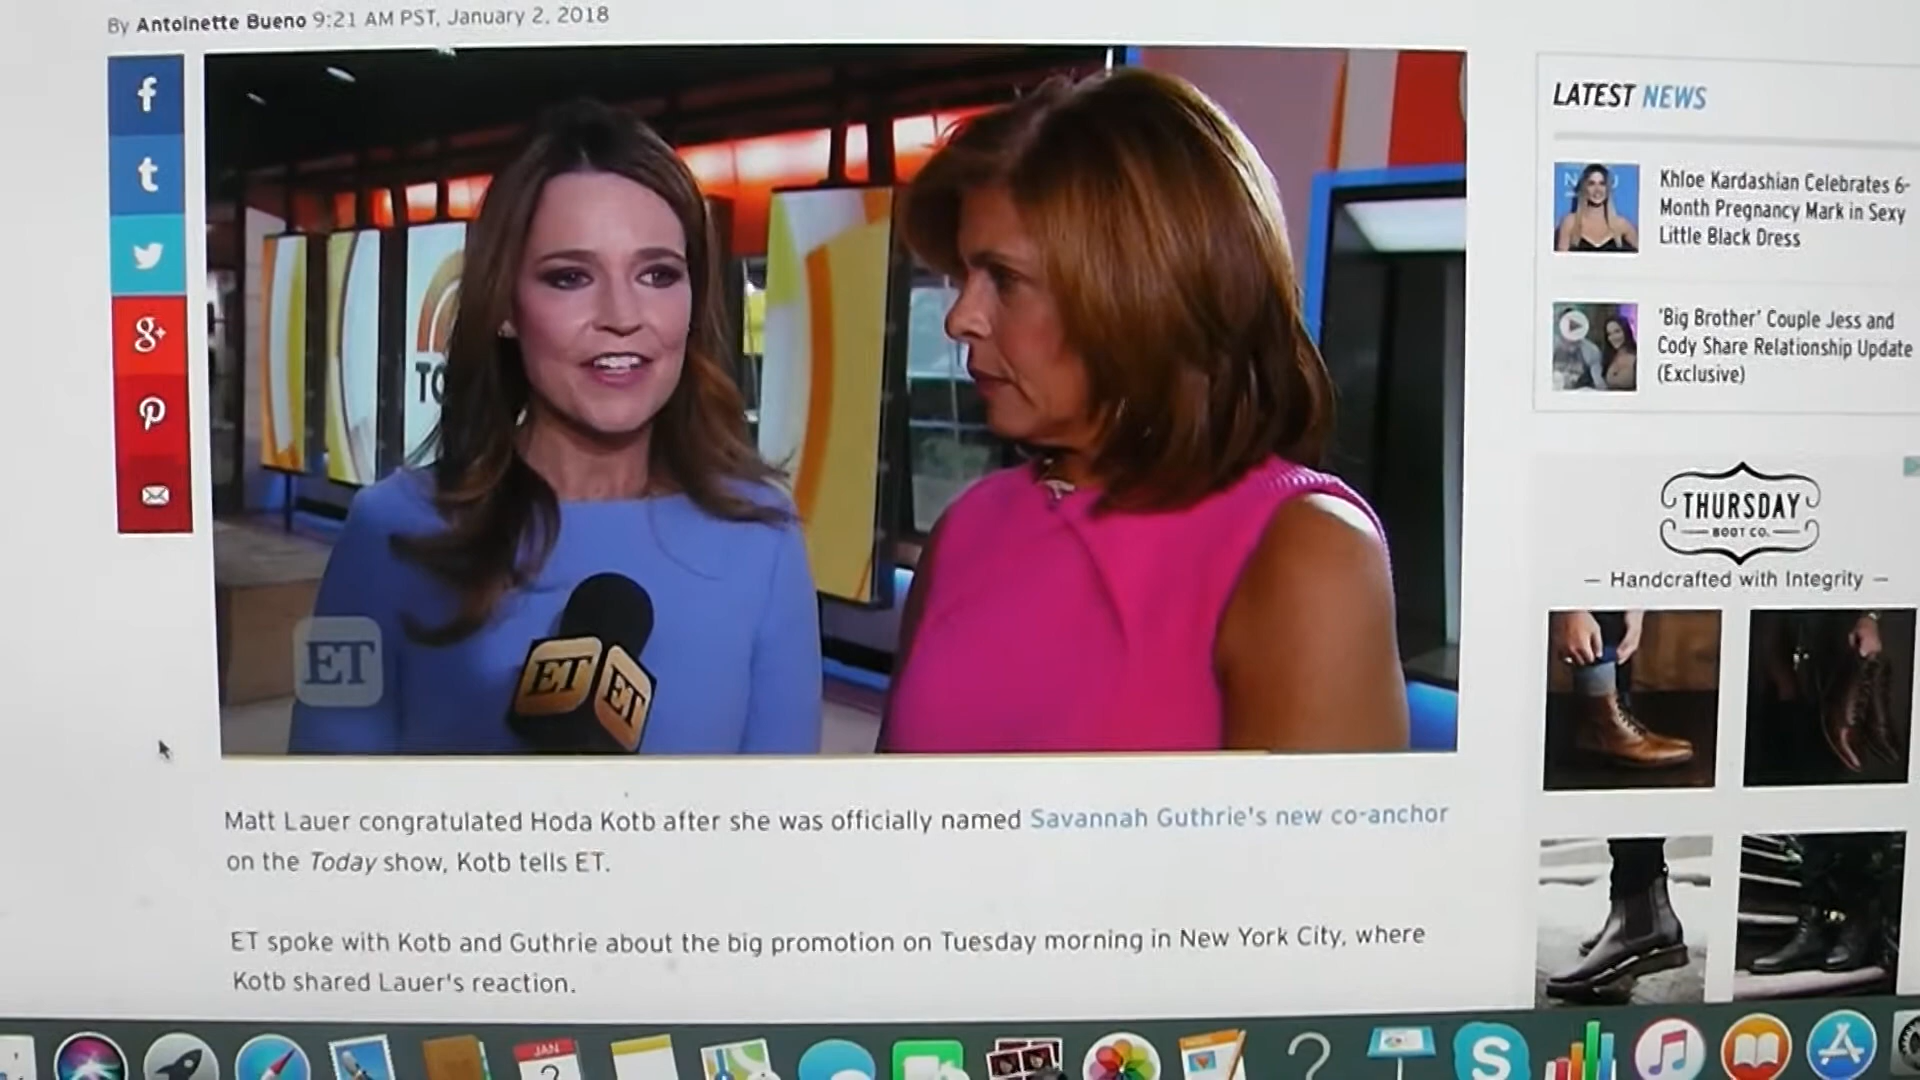 By Antoinette Bueno 9:21 AM PST, January 2, 2018
f
t
g+
TO
ET
ET
ET
Matt Lauer congratulated Hoda Kotb after she was officially named Savannah Guthrie's new co-anchor
on the Today show, Kotb tells ET.
ET spoke with Kotb and Guthrie about the big promotion on Tuesday morning in New York City, where
Kotb shared Lauer's reaction.
LATEST NEWS
Khloe Kardashian Celebrates 6-
Month Pregnancy Mark in Sexy
Little Black Dress
'Big Brother' Couple Jess and
Cody Share Relationship Update
(Exclusive)
THURSDAY
BOOT CO.
— Handcrafted with Integrity —
JAN
?
S